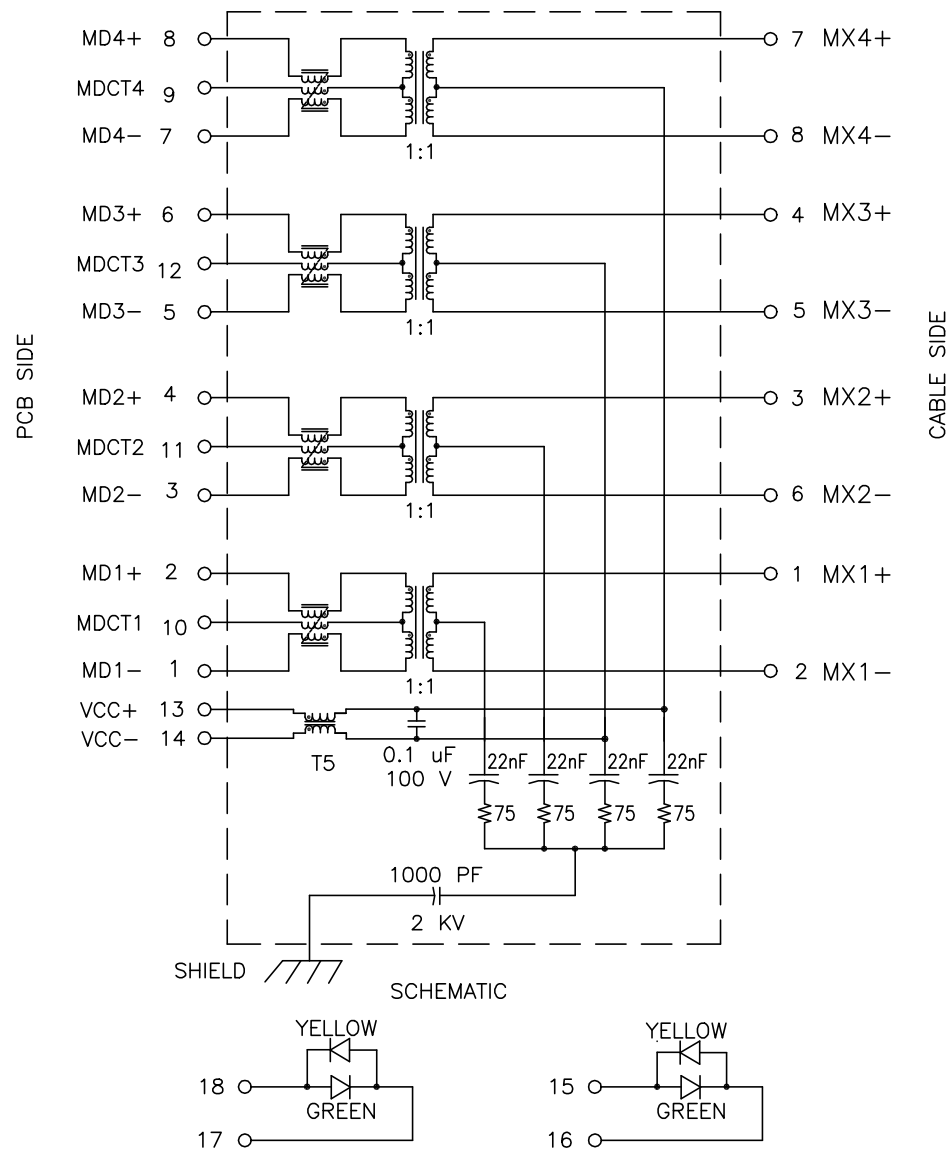 MD4+ 8
7 MX4+
MDCT4 9
MD4- 7
8 MX4-
1:1
MD3+ 6
4 MX3+
MDCT3 12
MD3- 5
5 MX3-
1:1
PCB SIDE
CABLE SIDE
MD2+ 4
3 MX2+
MDCT2 11
MD2- 3
6 MX2-
1:1
MD1+ 2
1 MX1+
MDCT1 10
MD1- 1
2 MX1-
1:1
VCC+ 13
VCC- 14
T5
0.1 uF
100 V
22nF 22nF 22nF 22nF
75 75 75 75
1000 PF
2 KV
SHIELD
SCHEMATIC
YELLOW
18
GREEN
17
YELLOW
15
GREEN
16